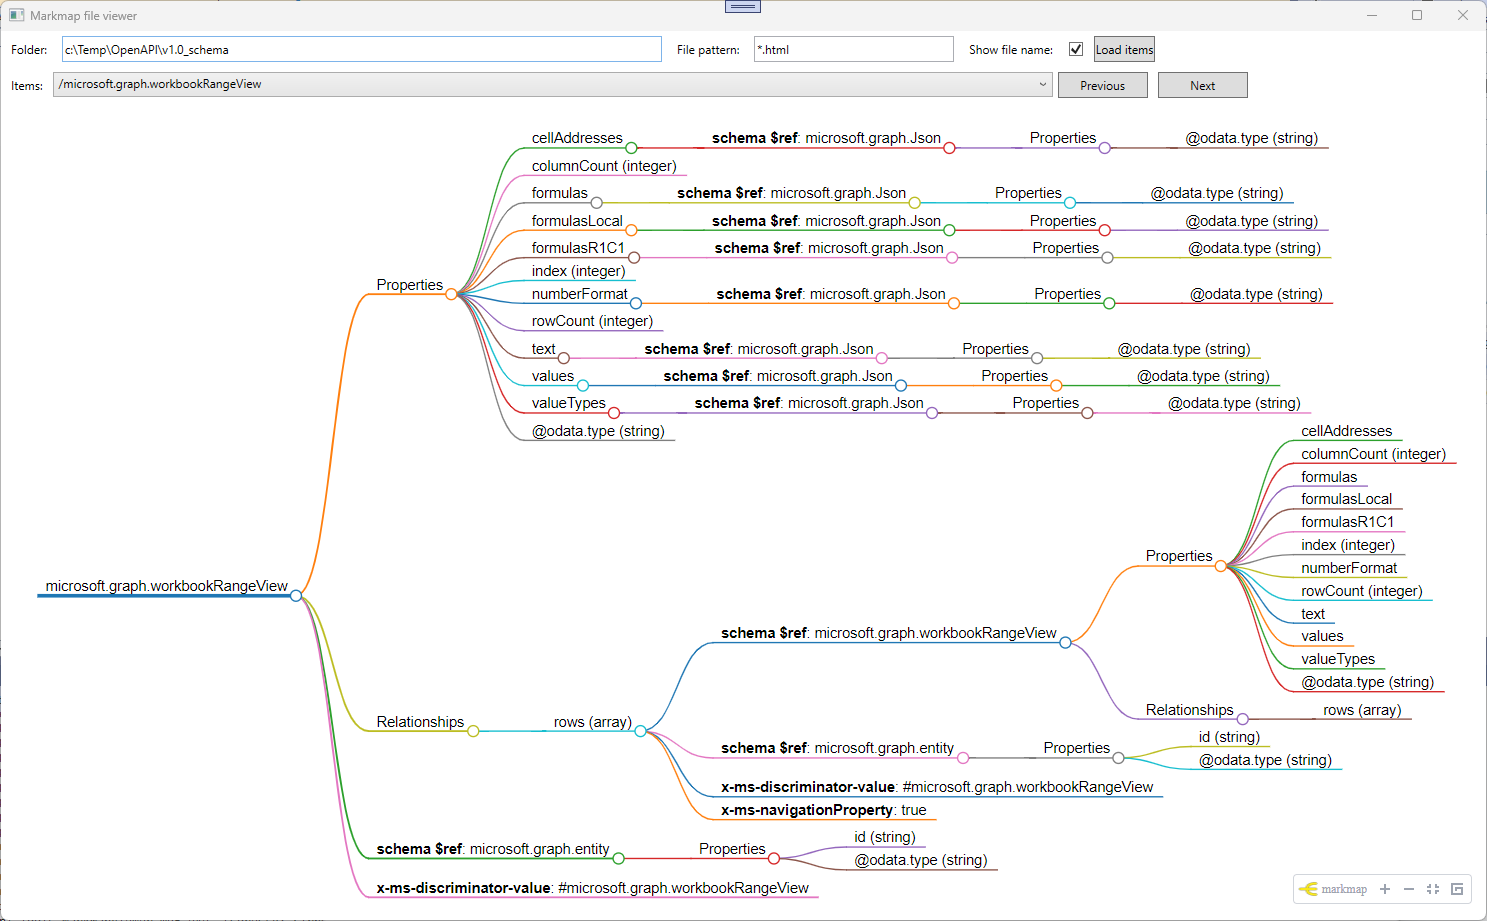 Markmap file viewer
Folder: c:\Temp\OpenAPI\v1.0_schema File pattern: *.html Show file name: Load items
Items: /microsoft.graph.workbookRangeView Previous Next
cellAddresses schema $ref: microsoft.graph.Json Properties @odata.type (string)
columnCount (integer)
formulas schema $ref: microsoft.graph.Json Properties @odata.type (string)
formulasLocal schema $ref: microsoft.graph.Json Properties @odata.type (string)
formulasR1C1 schema $ref: microsoft.graph.Json Properties @odata.type (string)
index (integer)
Properties
numberFormat schema $ref: microsoft.graph.Json Properties @odata.type (string)
rowCount (integer)
text schema $ref: microsoft.graph.Json Properties @odata.type (string)
values schema $ref: microsoft.graph.Json Properties @odata.type (string)
valueTypes schema $ref: microsoft.graph.Json Properties @odata.type (string)
@odata.type (string)
cellAddresses
columnCount (integer)
formulas
formulasLocal
formulasR1C1
index (integer)
Properties
numberFormat
microsoft.graph.workbookRangeView
rowCount (integer)
text
schema $ref: microsoft.graph.workbookRangeView
values
valueTypes
@odata.type (string)
Relationships rows (array)
Relationships rows (array)
id (string)
schema $ref: microsoft.graph.entity Properties
@odata.type (string)
x-ms-discriminator-value: #microsoft.graph.workbookRangeView
x-ms-navigationProperty: true
id (string)
schema $ref: microsoft.graph.entity Properties
@odata.type (string)
x-ms-discriminator-value: #microsoft.graph.workbookRangeView
markmap